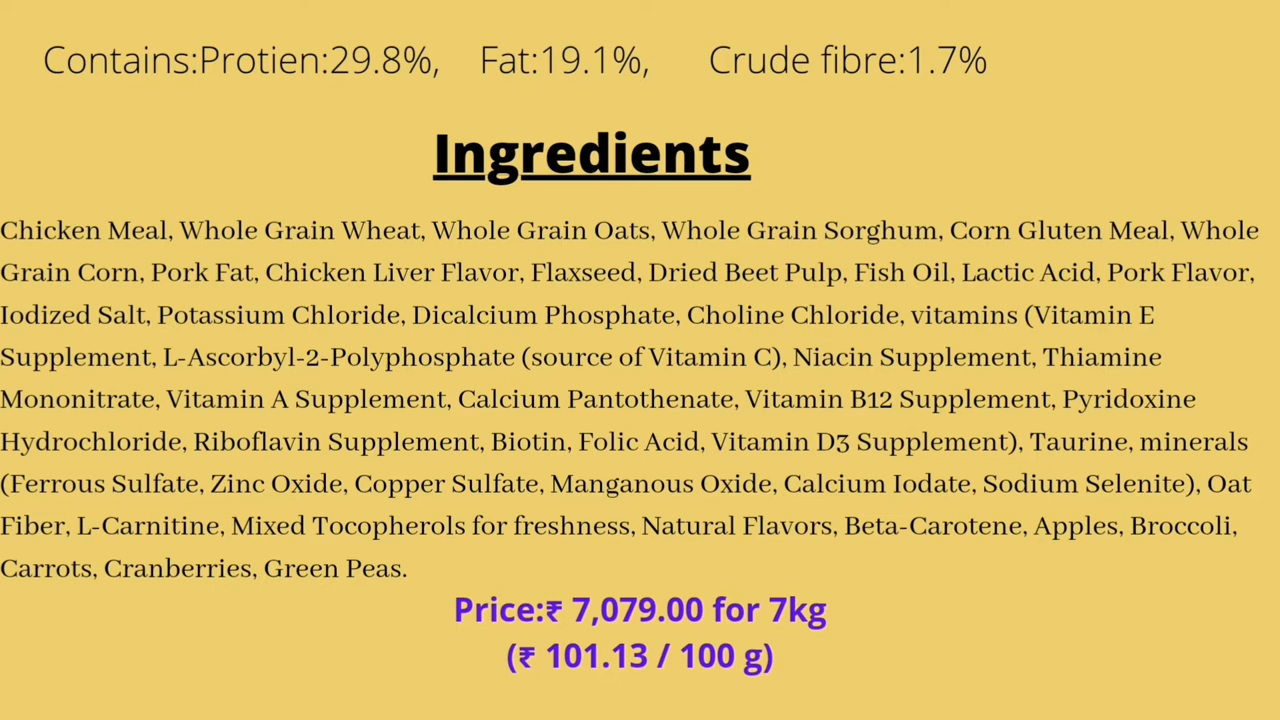 Contains:Protien:29.8%, Fat:19.1%, Crude fibre:1.7%
Ingredients
Chicken Meal, Whole Grain Wheat, Whole Grain Oats, Whole Grain Sorghum, Corn Gluten Meal, Whole
Grain Corn, Pork Fat, Chicken Liver Flavor, Flaxseed, Dried Beet Pulp, Fish Oil, Lactic Acid, Pork Flavor,
Iodized Salt, Potassium Chloride, Dicalcium Phosphate, Choline Chloride, vitamins (Vitamin E
Supplement, L-Ascorbyl-2-Polyphosphate (source of Vitamin C), Niacin Supplement, Thiamine
Mononitrate, Vitamin A Supplement, Calcium Pantothenate, Vitamin B12 Supplement, Pyridoxine
Hydrochloride, Riboflavin Supplement, Biotin, Folic Acid, Vitamin D3 Supplement), Taurine, minerals
(Ferrous Sulfate, Zinc Oxide, Copper Sulfate, Manganous Oxide, Calcium Iodate, Sodium Selenite), Oat
Fiber, L-Carnitine, Mixed Tocopherols for freshness, Natural Flavors, Beta-Carotene, Apples, Broccoli,
Carrots, Cranberries, Green Peas.
Price:₹ 7,079.00 for 7kg
(₹ 101.13 / 100 g)